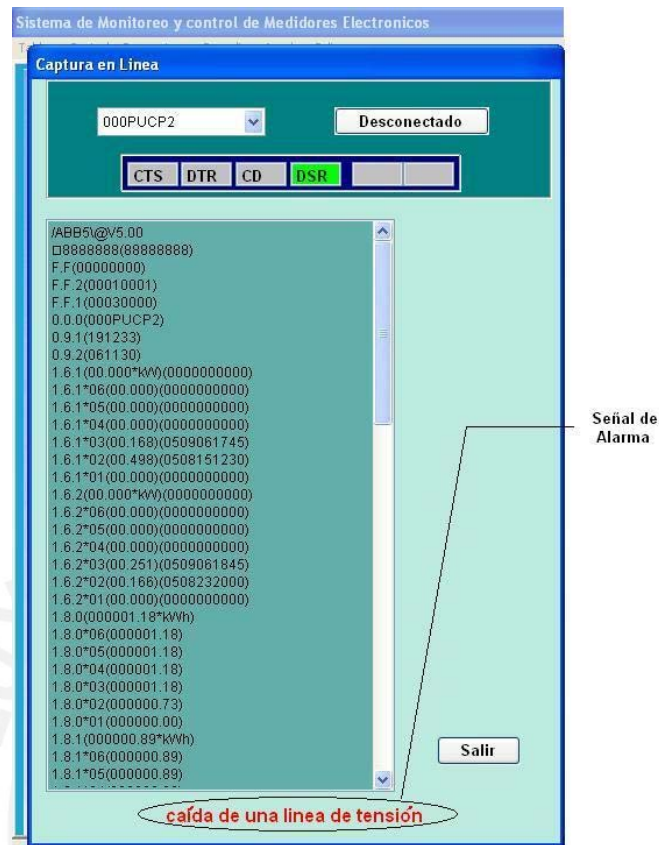 Sistema de Monitoreo y control de Medidores Electronicos
Captura en Linea
000PUCP2
Desconectado
CTS DTR CD DSR
/ABB5\@V5.00
□8888888(88888888)
F.F(00000000)
F.F.2(00010001)
F.F.1(00030000)
0.0.0(000PUCP2)
0.9.1(191233)
0.9.2(061130)
1.6.1(00.000*kW)(0000000000)
1.6.1*06(00.000)(0000000000)
1.6.1*05(00.000)(0000000000)
1.6.1*04(00.000)(0000000000)
1.6.1*03(00.168)(0509061745)
1.6.1*02(00.498)(0508151230)
1.6.1*01(00.000)(0000000000)
1.6.2(00.000*kW)(0000000000)
1.6.2*06(00.000)(0000000000)
1.6.2*05(00.000)(0000000000)
1.6.2*04(00.000)(0000000000)
1.6.2*03(00.251)(0509061845)
1.6.2*02(00.166)(0508232000)
1.6.2*01(00.000)(0000000000)
1.8.0(000001.18*kWh)
1.8.0*06(000001.18)
1.8.0*05(000001.18)
1.8.0*04(000001.18)
1.8.0*03(000001.18)
1.8.0*02(000000.73)
1.8.0*01(000000.00)
1.8.1(000000.89*kWh)
1.8.1*06(000000.89)
1.8.1*05(000000.89)
Señal de
Alarma
Salir
caída de una linea de tensión